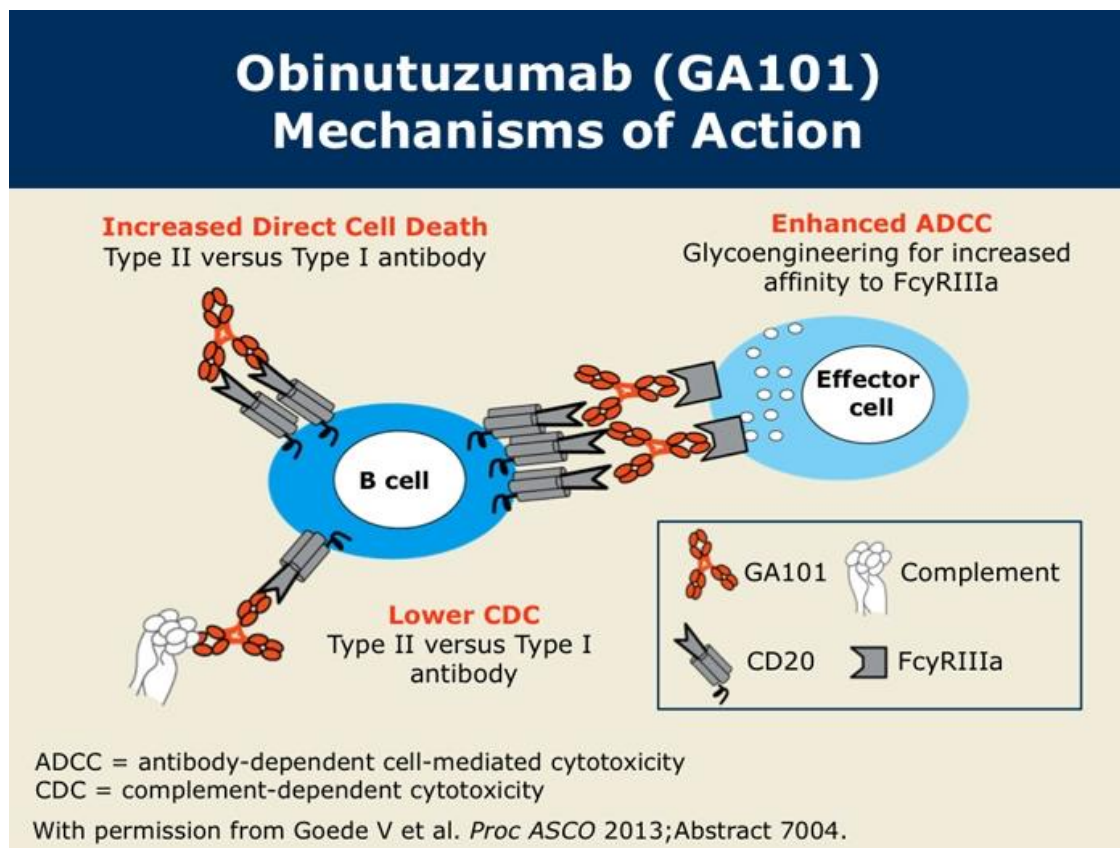 Obinutuzumab (GA101)
Mechanisms of Action
Increased Direct Cell Death
Type II versus Type I antibody
Enhanced ADCC
Glycoengineering for increased
affinity to FcyRIIIa
Effector
cell
B cell
Lower CDC
Type II versus Type I
antibody
GA101
Complement
CD20
FcyRIIIa
ADCC = antibody-dependent cell-mediated cytotoxicity
CDC = complement-dependent cytotoxicity
With permission from Goede V et al. Proc ASCO 2013;Abstract 7004.